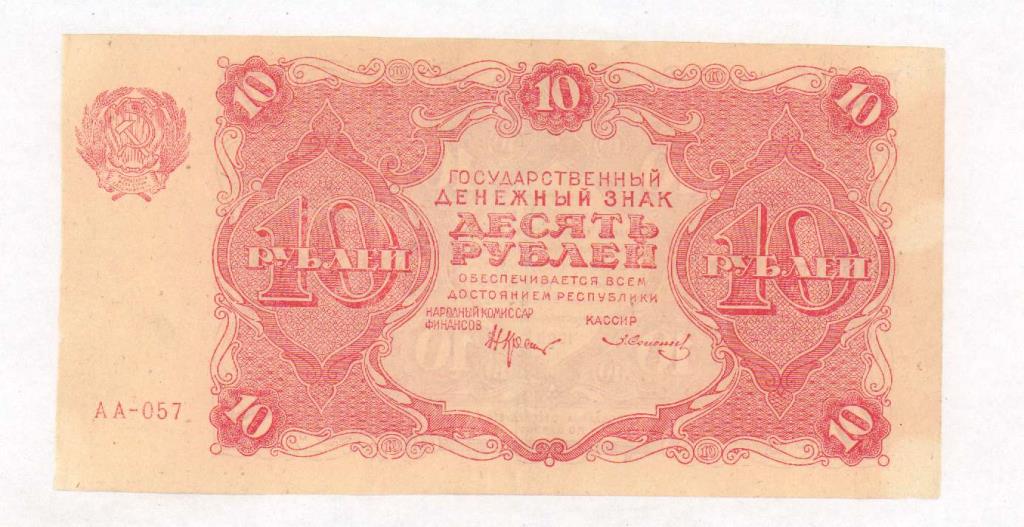 10 10 10
ГОСУДАРСТВЕННЫЙ
ДЕНЕЖНЫЙ ЗНАК
ДЕСЯТЬ
РУБЛЕЙ
10 РУБЛЕЙ
10 РУБЛЕЙ
ОБЕСПЕЧИВАЕТСЯ ВСЕМ
ДОСТОЯНИЕМ РЕСПУБЛИКИ
НАРОДНЫЙ КОМИССАР
ФИНАНСОВ
КАССИР
АА-057
10 10